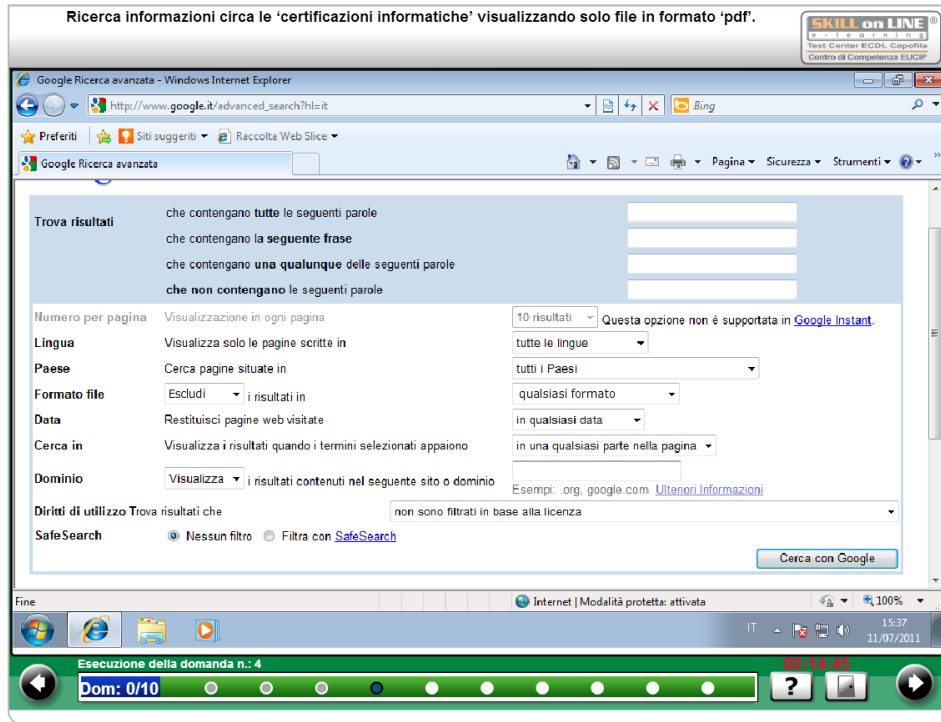 Ricerca informazioni circa le ‘certificazioni informatiche’ visualizzando solo file in formato ‘pdf’.
SKILL on LINE ®
e - l e a r n i n g
Test Center ECDL Capofila
Centro di Competenza EUCIP
Google Ricerca avanzata - Windows Internet Explorer
http://www.google.it/advanced_search?hl=it
Bing
Preferiti Siti suggeriti Raccolta Web Slice
Google Ricerca avanzata Pagina Sicurezza Strumenti »
Trova risultati che contengano tutte le seguenti parole
che contengano la seguente frase
che contengano una qualunque delle seguenti parole
che non contengano le seguenti parole
Numero per pagina Visualizzazione in ogni pagina 10 risultati Questa opzione non è supportata in Google Instant.
Lingua Visualizza solo le pagine scritte in tutte le lingue
Paese Cerca pagine situate in tutti i Paesi
Formato file Escludi i risultati in qualsiasi formato
Data Restituisci pagine web visitate in qualsiasi data
Cerca in Visualizza i risultati quando i termini selezionati appaiono in una qualsiasi parte nella pagina
Dominio Visualizza i risultati contenuti nel seguente sito o dominio
Esempi: .org, google.com Ulteriori Informazioni
Diritti di utilizzo Trova risultati che non sono filtrati in base alla licenza
SafeSearch Nessun filtro Filtra con SafeSearch
Cerca con Google
Fine Internet | Modalità protetta: attivata 100%
IT 15:37
11/07/2011
Esecuzione della domanda n.: 4 00:14:45
Dom: 0/10 ?